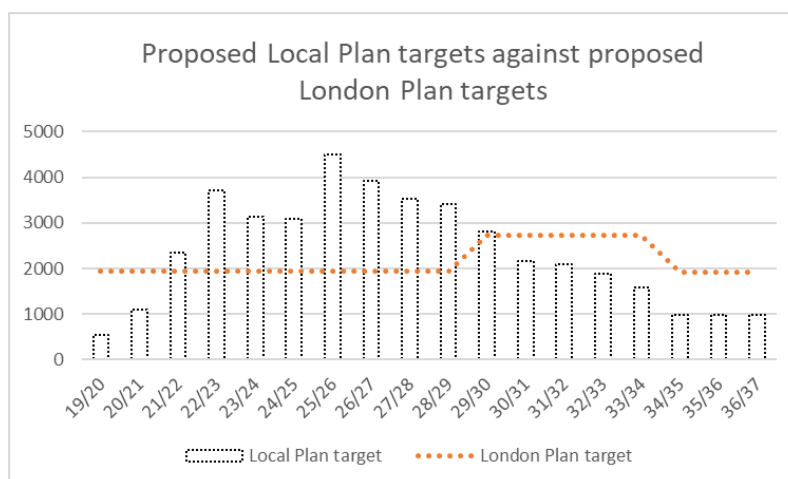 Proposed Local Plan targets against proposed
London Plan targets
5000
4000
3000
2000
1000
0
19/20 20/21 21/22 22/23 23/24 24/25 25/26 26/27 27/28 28/29 29/30 30/31 31/32 32/33 33/34 34/35 35/36 36/37
Local Plan target London Plan target